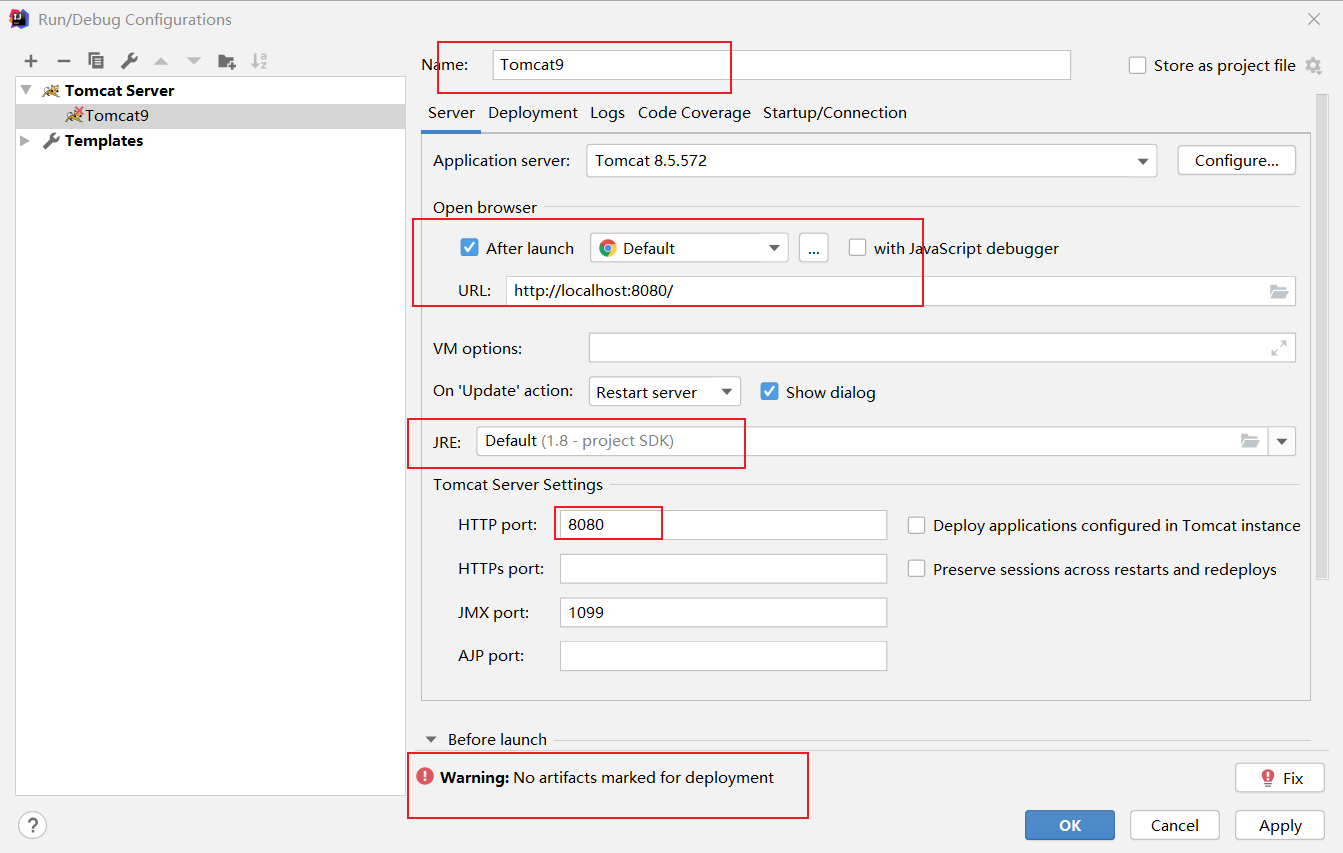 Run/Debug Configurations
Name: Tomcat9 Store as project file
Tomcat Server
Tomcat9
Templates
Server Deployment Logs Code Coverage Startup/Connection
Application server: Tomcat 8.5.572 Configure...
Open browser
After launch Default ... with JavaScript debugger
URL: http://localhost:8080/
VM options:
On 'Update' action: Restart server Show dialog
JRE: Default (1.8 - project SDK)
Tomcat Server Settings
HTTP port: 8080 Deploy applications configured in Tomcat instance
HTTPs port: Preserve sessions across restarts and redeploys
JMX port: 1099
AJP port:
Before launch
Warning: No artifacts marked for deployment Fix
? OK Cancel Apply